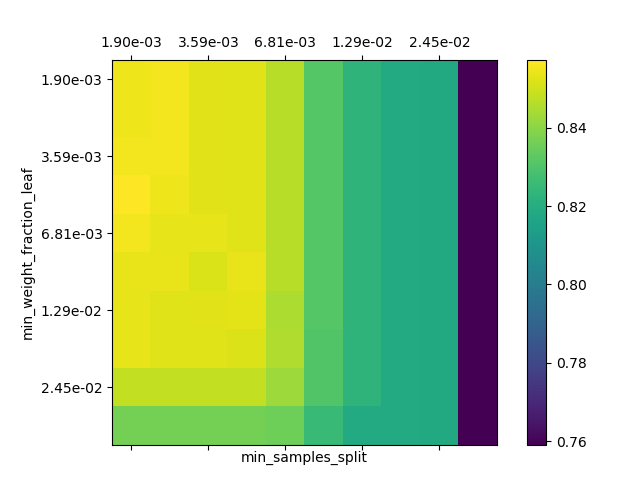 1.90e-03 3.59e-03 6.81e-03 1.29e-02 2.45e-02
min_weight_fraction_leaf
1.90e-03
3.59e-03
6.81e-03
1.29e-02
2.45e-02
min_samples_split
0.84
0.82
0.80
0.78
0.76